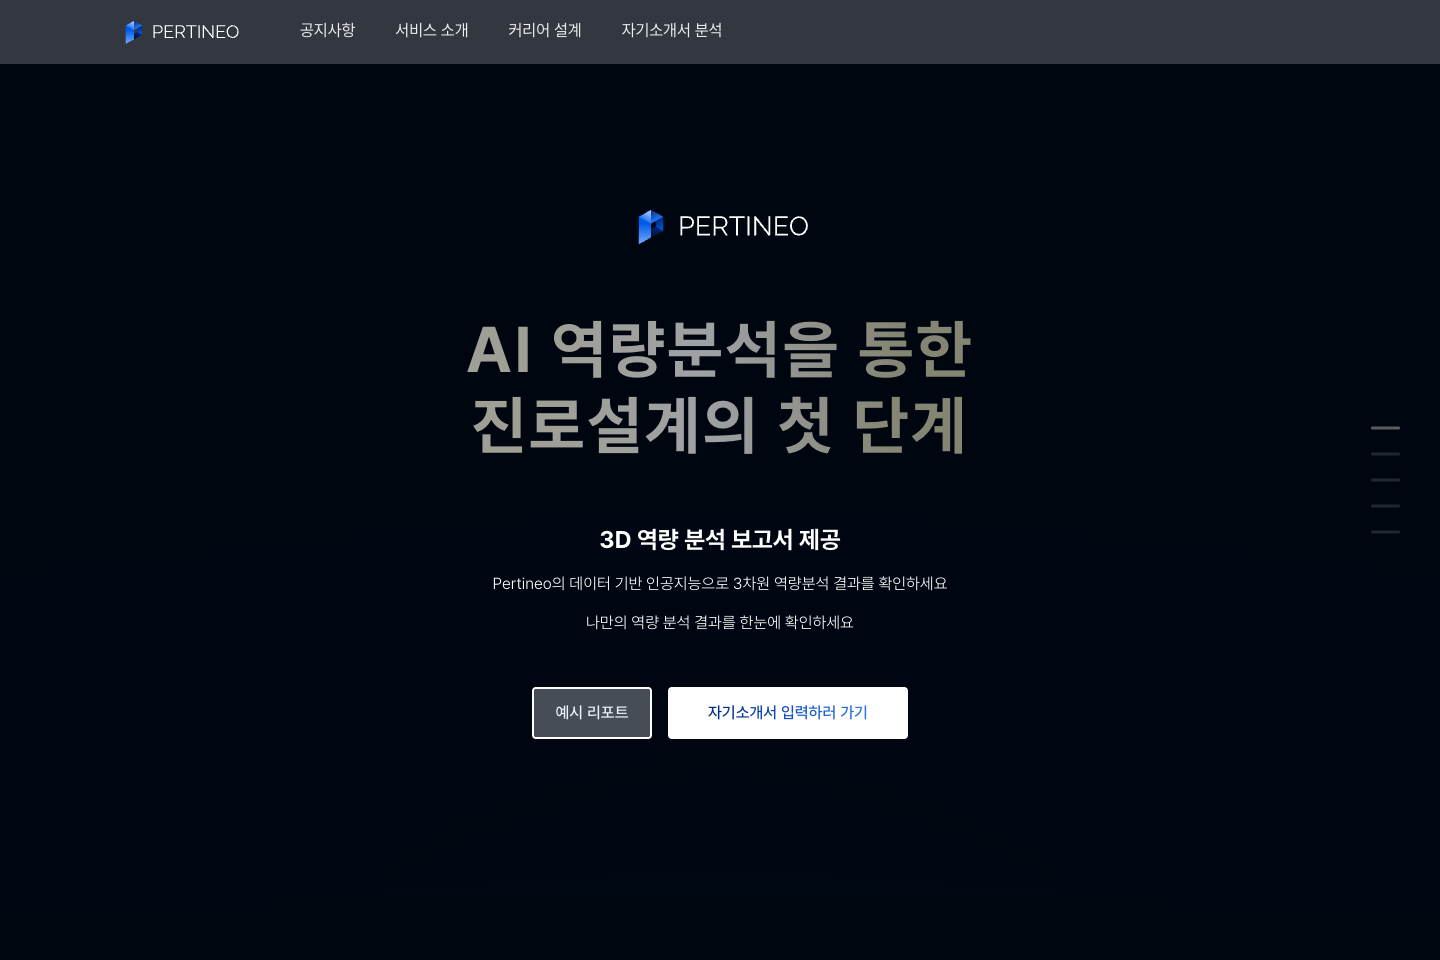 PERTINEO
공지사항
서비스 소개
커리어 설계
자기소개서 분석
PERTINEO
AI 역량분석을 통한
진로설계의 첫 단계
3D 역량 분석 보고서 제공
Pertineo의 데이터 기반 인공지능으로 3차원 역량분석 결과를 확인하세요
나만의 역량 분석 결과를 한눈에 확인하세요
예시 리포트
자기소개서 입력하러 가기